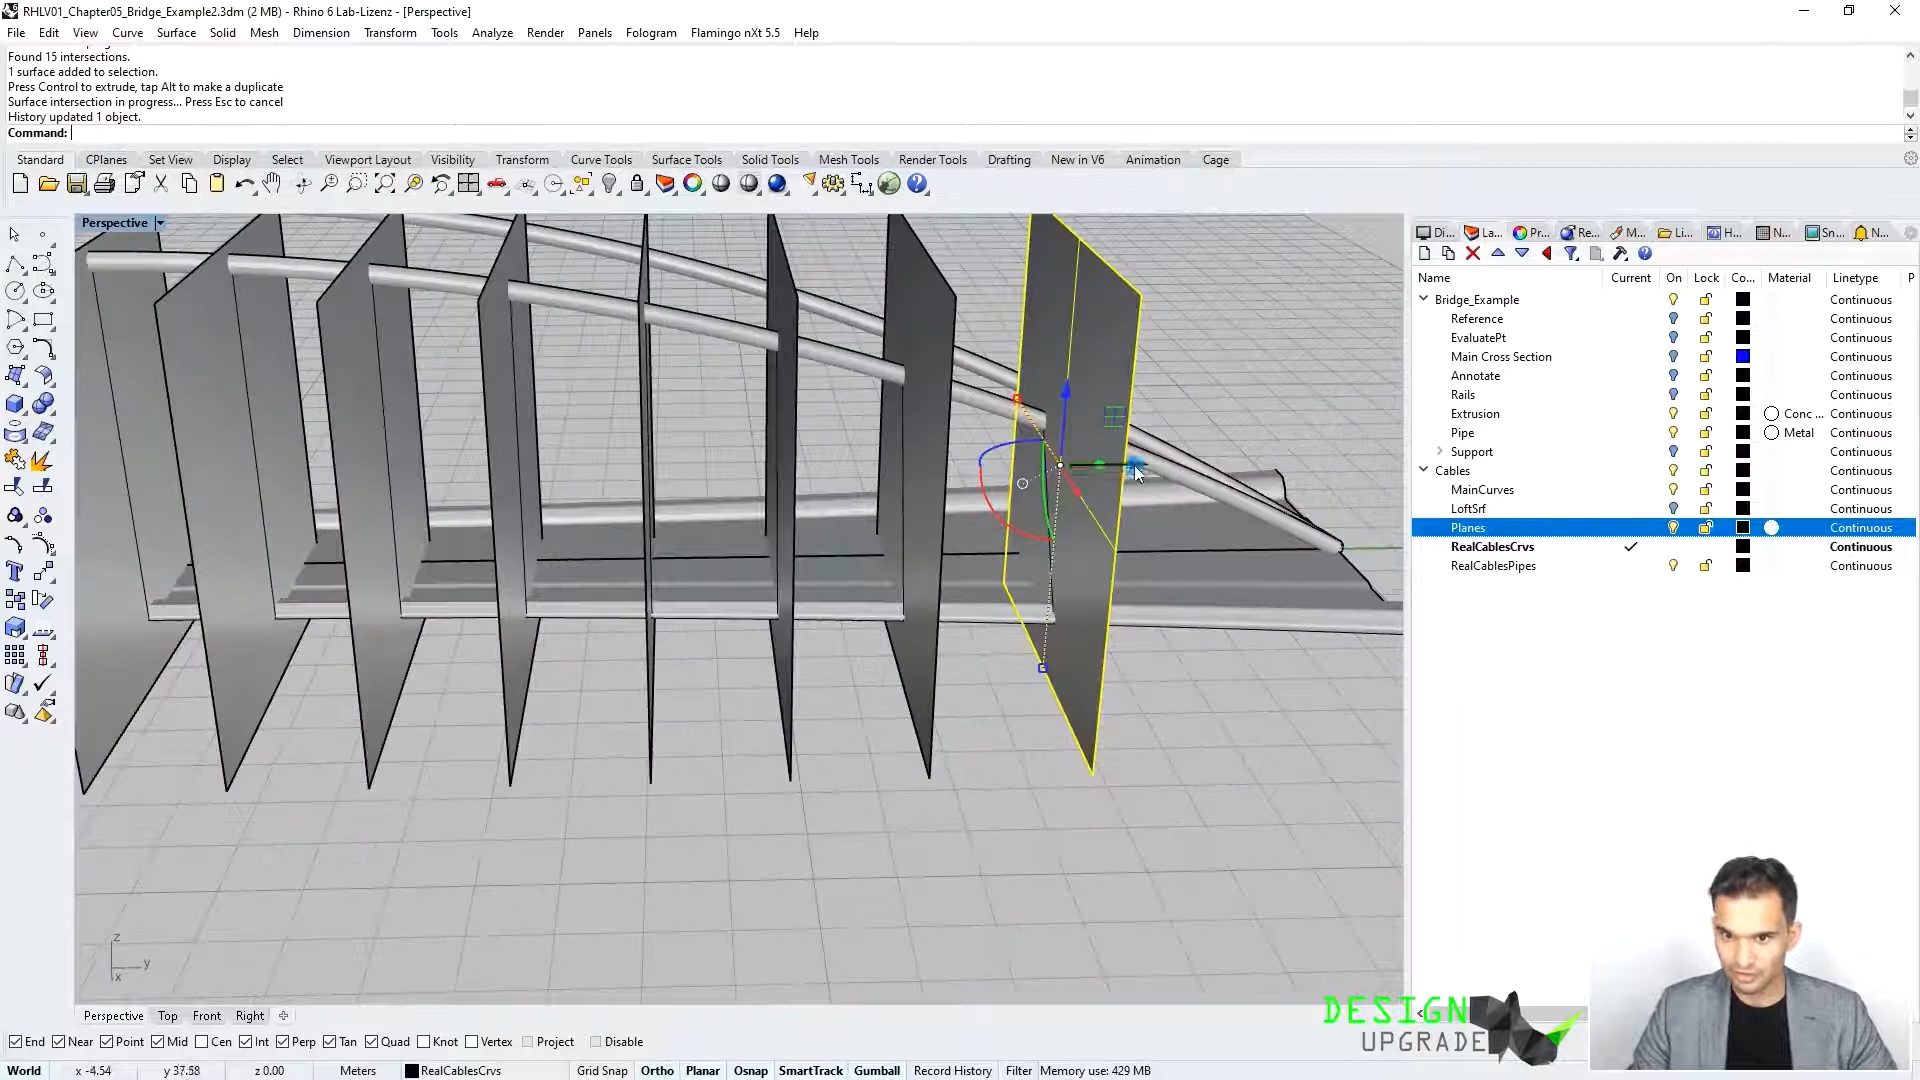 RHLV01_Chapter05_Bridge_Example2.3dm (2 MB) - Rhino 6 Lab-Lizenz - [Perspective]
File Edit View Curve Surface Solid Mesh Dimension Transform Tools Analyze Render Panels Fologram Flamingo nXt 5.5 Help
Found 15 intersections.
1 surface added to selection.
Press Control to extrude, tap Alt to make a duplicate
Surface intersection in progress... Press Esc to cancel
History updated 1 object.
Command:
Standard CPlanes Set View Display Select Viewport Layout Visibility Transform Curve Tools Surface Tools Solid Tools Mesh Tools Render Tools Drafting New in V6 Animation Cage
Perspective
Di... La... Pr... Re... M... Li... H... N... Sn... N...
Name Current On Lock Co... Material Linetype P
Bridge_Example Continuous
Reference Continuous
EvaluatePt Continuous
Main Cross Section Continuous
Annotate Continuous
Rails Continuous
Extrusion Conc ... Continuous
Pipe Metal Continuous
Support Continuous
Cables Continuous
MainCurves Continuous
LoftSrf Continuous
Planes Continuous
RealCablesCrvs Continuous
RealCablesPipes Continuous
z
y
x
DESIGN
UPGRADE
Perspective Top Front Right
End Near Point Mid Cen Int Perp Tan Quad Knot Vertex Project Disable
World x -4.54 y 37.58 z 0.00 Meters RealCablesCrvs Grid Snap Ortho Planar Osnap SmartTrack Gumball Record History Filter Memory use: 429 MB